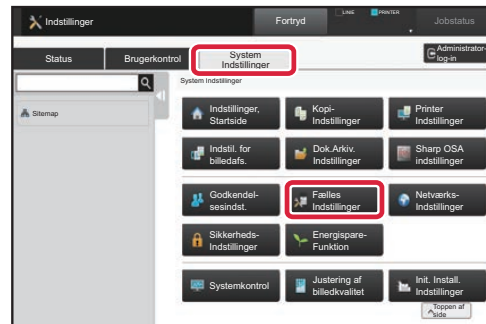 Indstillinger
Fortryd
LINIE
PRINTER
Jobstatus
Status
Brugerkontrol
System
Indstillinger
Administrator-
log-in
System Indstillinger
Sitemap
Indstillinger,
Startside
Kopi-
Indstillinger
Printer
Indstillinger
Indstil. for
billedafs.
Dok.Arkiv.
Indstillinger
Sharp OSA
indstillinger
Godkendel-
sesindst.
Fælles
Indstillinger
Netværks-
Indstillinger
Sikkerheds-
Indstillinger
Energispare-
Funktion
Systemkontrol
Justering af
billedkvalitet
Init. Install.
Indstillinger
Toppen af
side